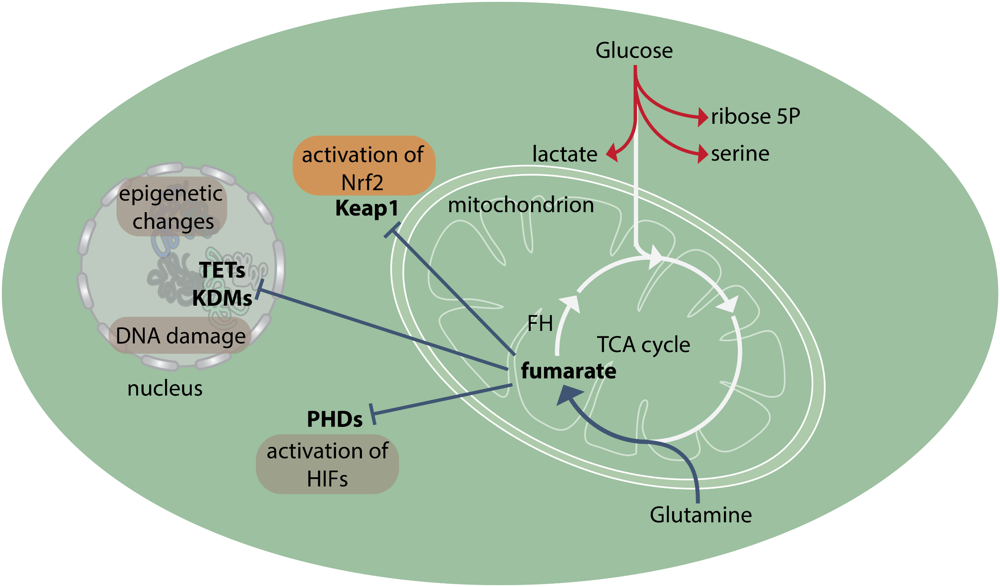 Glucose
ribose 5P
serine
lactate
activation of
Nrf2
Keap1
mitochondrion
epigenetic
changes
TETs
KDMs
DNA damage
nucleus
FH
TCA cycle
fumarate
PHDs
activation of
HIFs
Glutamine